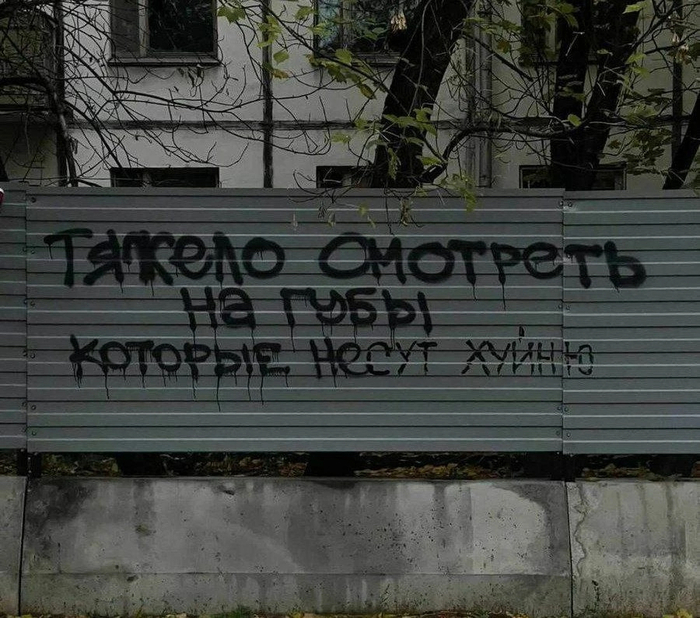 Тяжело смотреть
на губы
которые несут хуйню